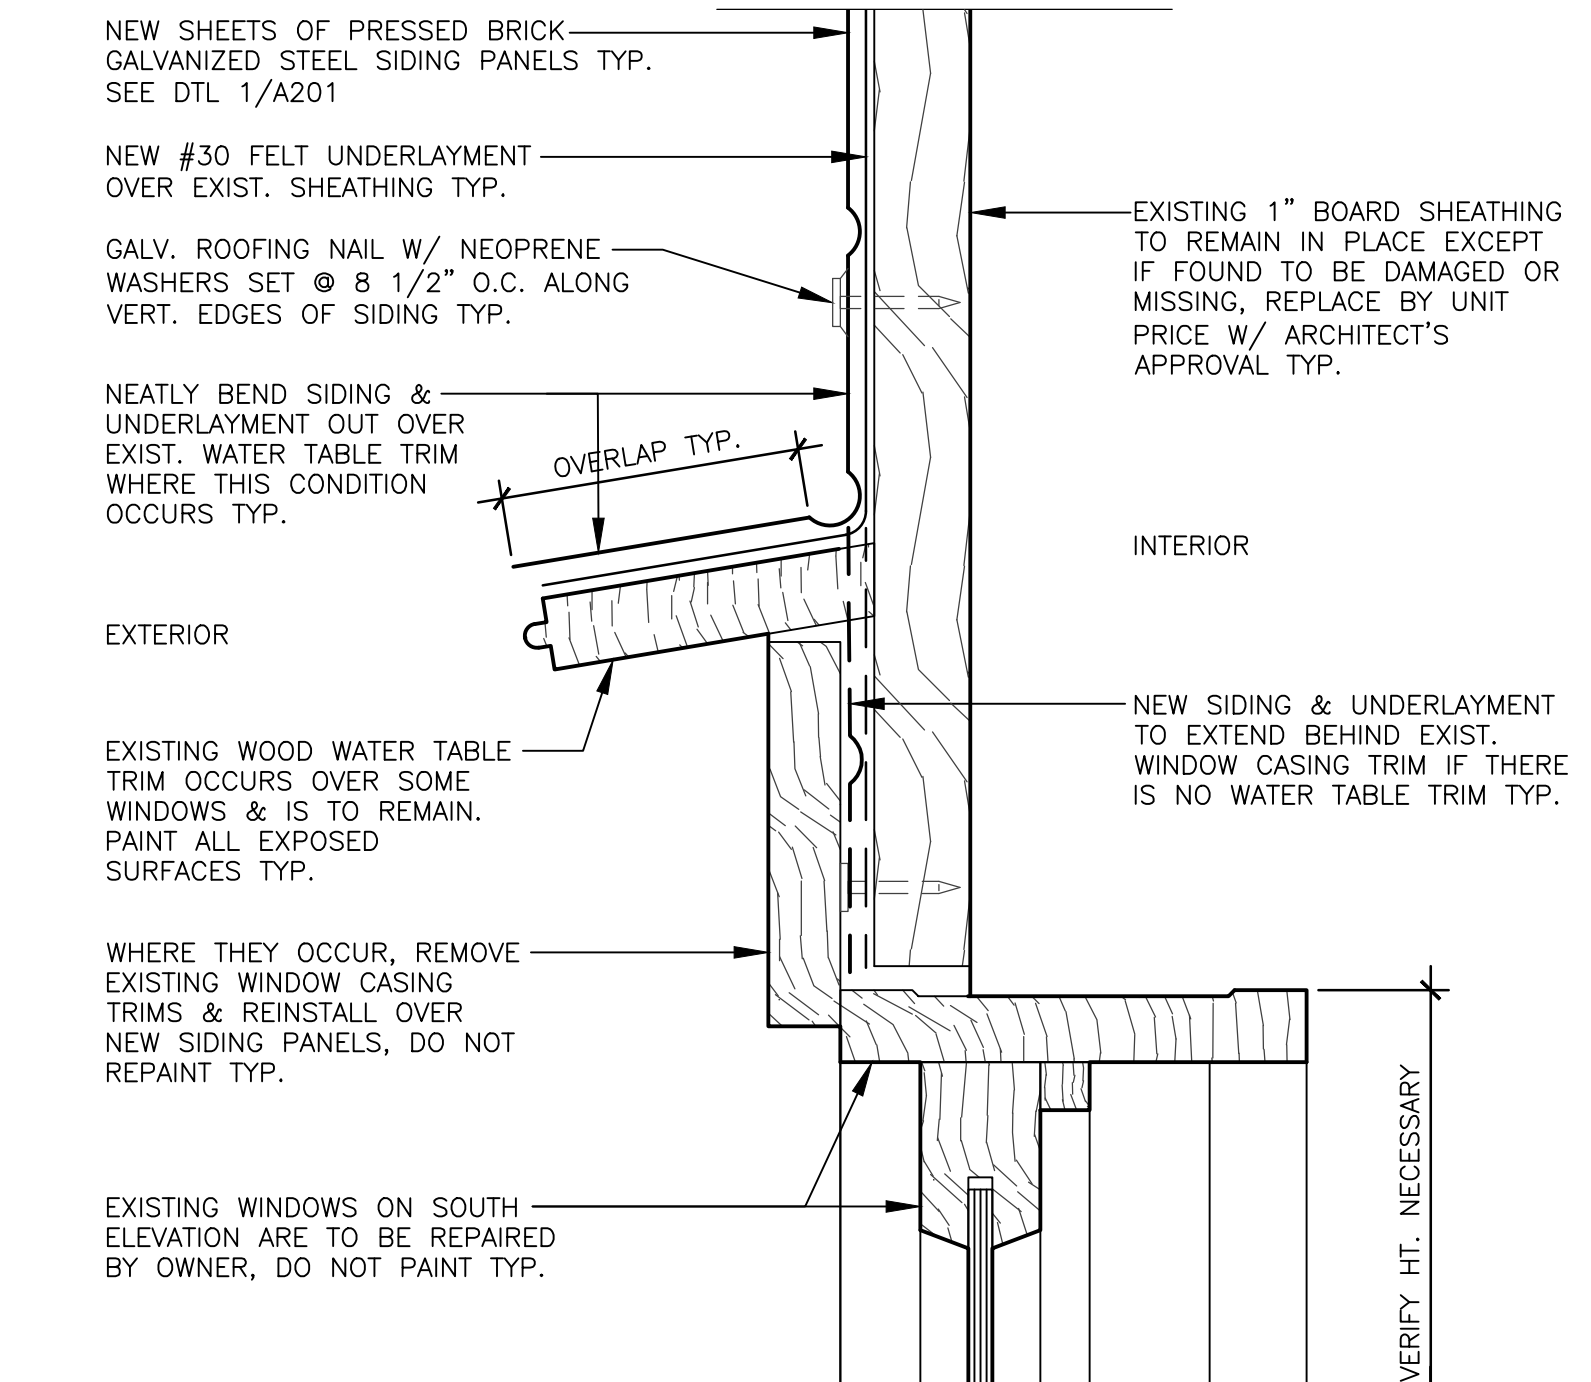 NEW SHEETS OF PRESSED BRICK
GALVANIZED STEEL SIDING PANELS TYP.
SEE DTL 1/A201
NEW #30 FELT UNDERLAYMENT
OVER EXIST. SHEATHING TYP.
GALV. ROOFING NAIL W/ NEOPRENE
WASHERS SET @ 8 1/2" O.C. ALONG
VERT. EDGES OF SIDING TYP.
NEATLY BEND SIDING &
UNDERLAYMENT OUT OVER
EXIST. WATER TABLE TRIM
WHERE THIS CONDITION
OCCURS TYP.
OVERLAP TYP.
EXTERIOR
EXISTING WOOD WATER TABLE
TRIM OCCURS OVER SOME
WINDOWS & IS TO REMAIN.
PAINT ALL EXPOSED
SURFACES TYP.
WHERE THEY OCCUR, REMOVE
EXISTING WINDOW CASING
TRIMS & REINSTALL OVER
NEW SIDING PANELS, DO NOT
REPAINT TYP.
EXISTING WINDOWS ON SOUTH
ELEVATION ARE TO BE REPAIRED
BY OWNER, DO NOT PAINT TYP.
EXISTING 1" BOARD SHEATHING
TO REMAIN IN PLACE EXCEPT
IF FOUND TO BE DAMAGED OR
MISSING, REPLACE BY UNIT
PRICE W/ ARCHITECT'S
APPROVAL TYP.
INTERIOR
NEW SIDING & UNDERLAYMENT
TO EXTEND BEHIND EXIST.
WINDOW CASING TRIM IF THERE
IS NO WATER TABLE TRIM TYP.
VERIFY HT. NECESSARY